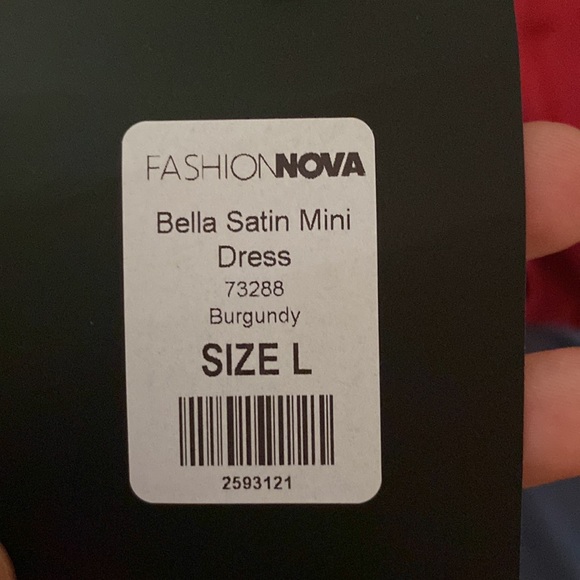 FASHIONNOVA
Bella Satin Mini
Dress
73288
Burgundy
SIZE L
2593121